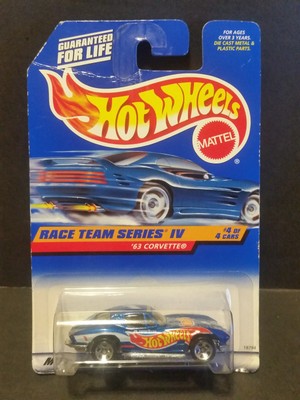 GUARANTEED
FOR LIFE
FOR AGES
OVER 3 YEARS.
DIE CAST METAL &
PLASTIC PARTS.
HOT WHEELS
MATTEL
RACE TEAM SERIES IV
'63 CORVETTE®
#4 OF
4 CARS
HOT WHEELS